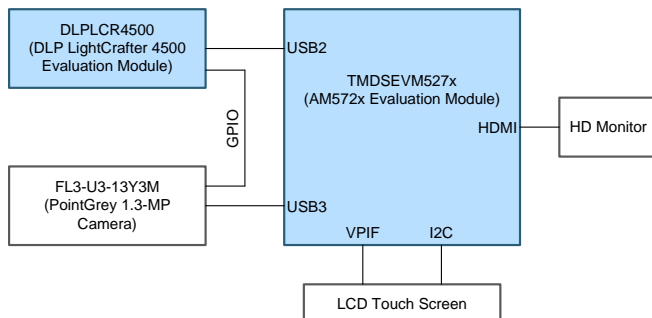 DLPLCR4500
(DLP LightCrafter 4500
Evaluation Module)
USB2
TMDSEVM527x
(AM572x Evaluation Module)
GPIO
HDMI
HD Monitor
FL3-U3-13Y3M
(PointGrey 1.3-MP
Camera)
USB3
VPIF
I2C
LCD Touch Screen